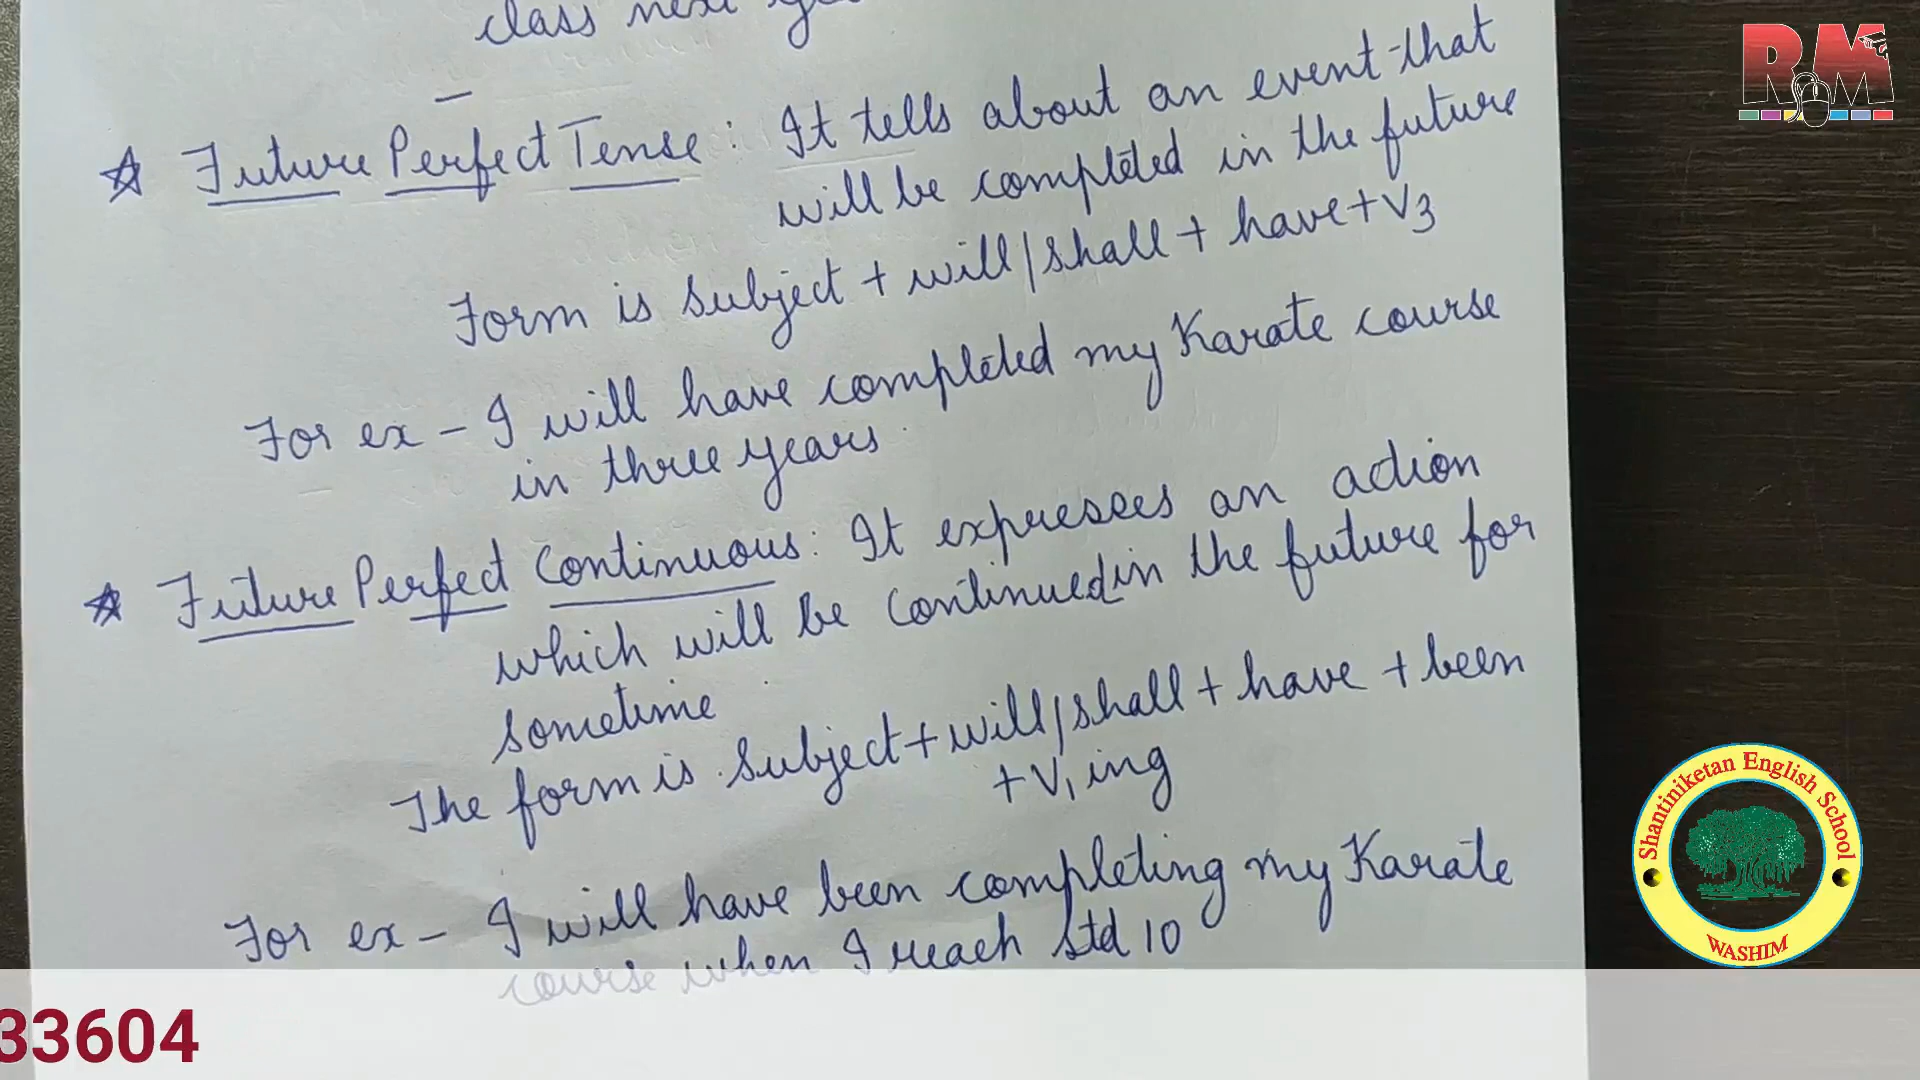 class next
☆ Future Perfect Tense : It tells about an event that
will be completed in the future
Form is subject + will/shall + have + V3
For ex - I will have completed my Karate course
in three years
☆ Future Perfect Continuous : It expresses an action
which will be continued in the future for
sometime
The form is subject + will/shall + have + been
+ V1 ing
For ex - I will have been completing my Karate
course when I reach Std 10
33604
RM
Shantiniketan English School
WASHIM